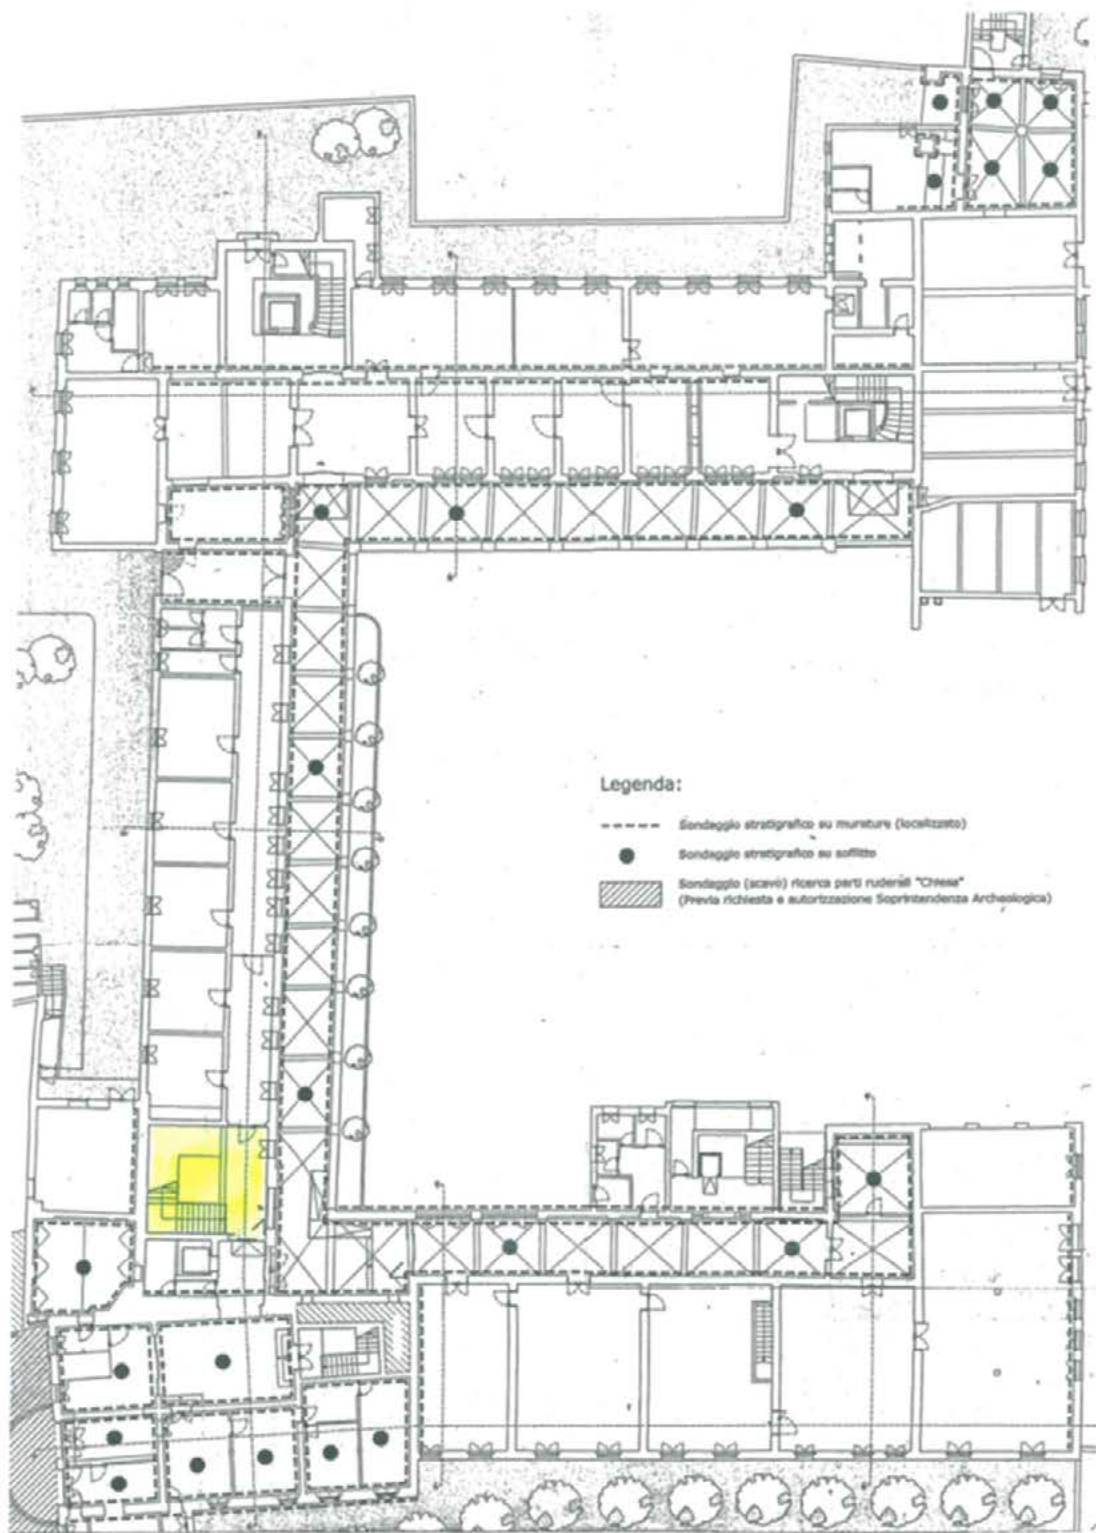 Legenda:
Sondaggio stratigrafico su murature (localizzato)
Sondaggio stratigrafico su soffitto
Sondaggio (scavo) ricerca parti ruderali "Chiesa"
(Previa richiesta e autorizzazione Soprintendenza Archeologica)